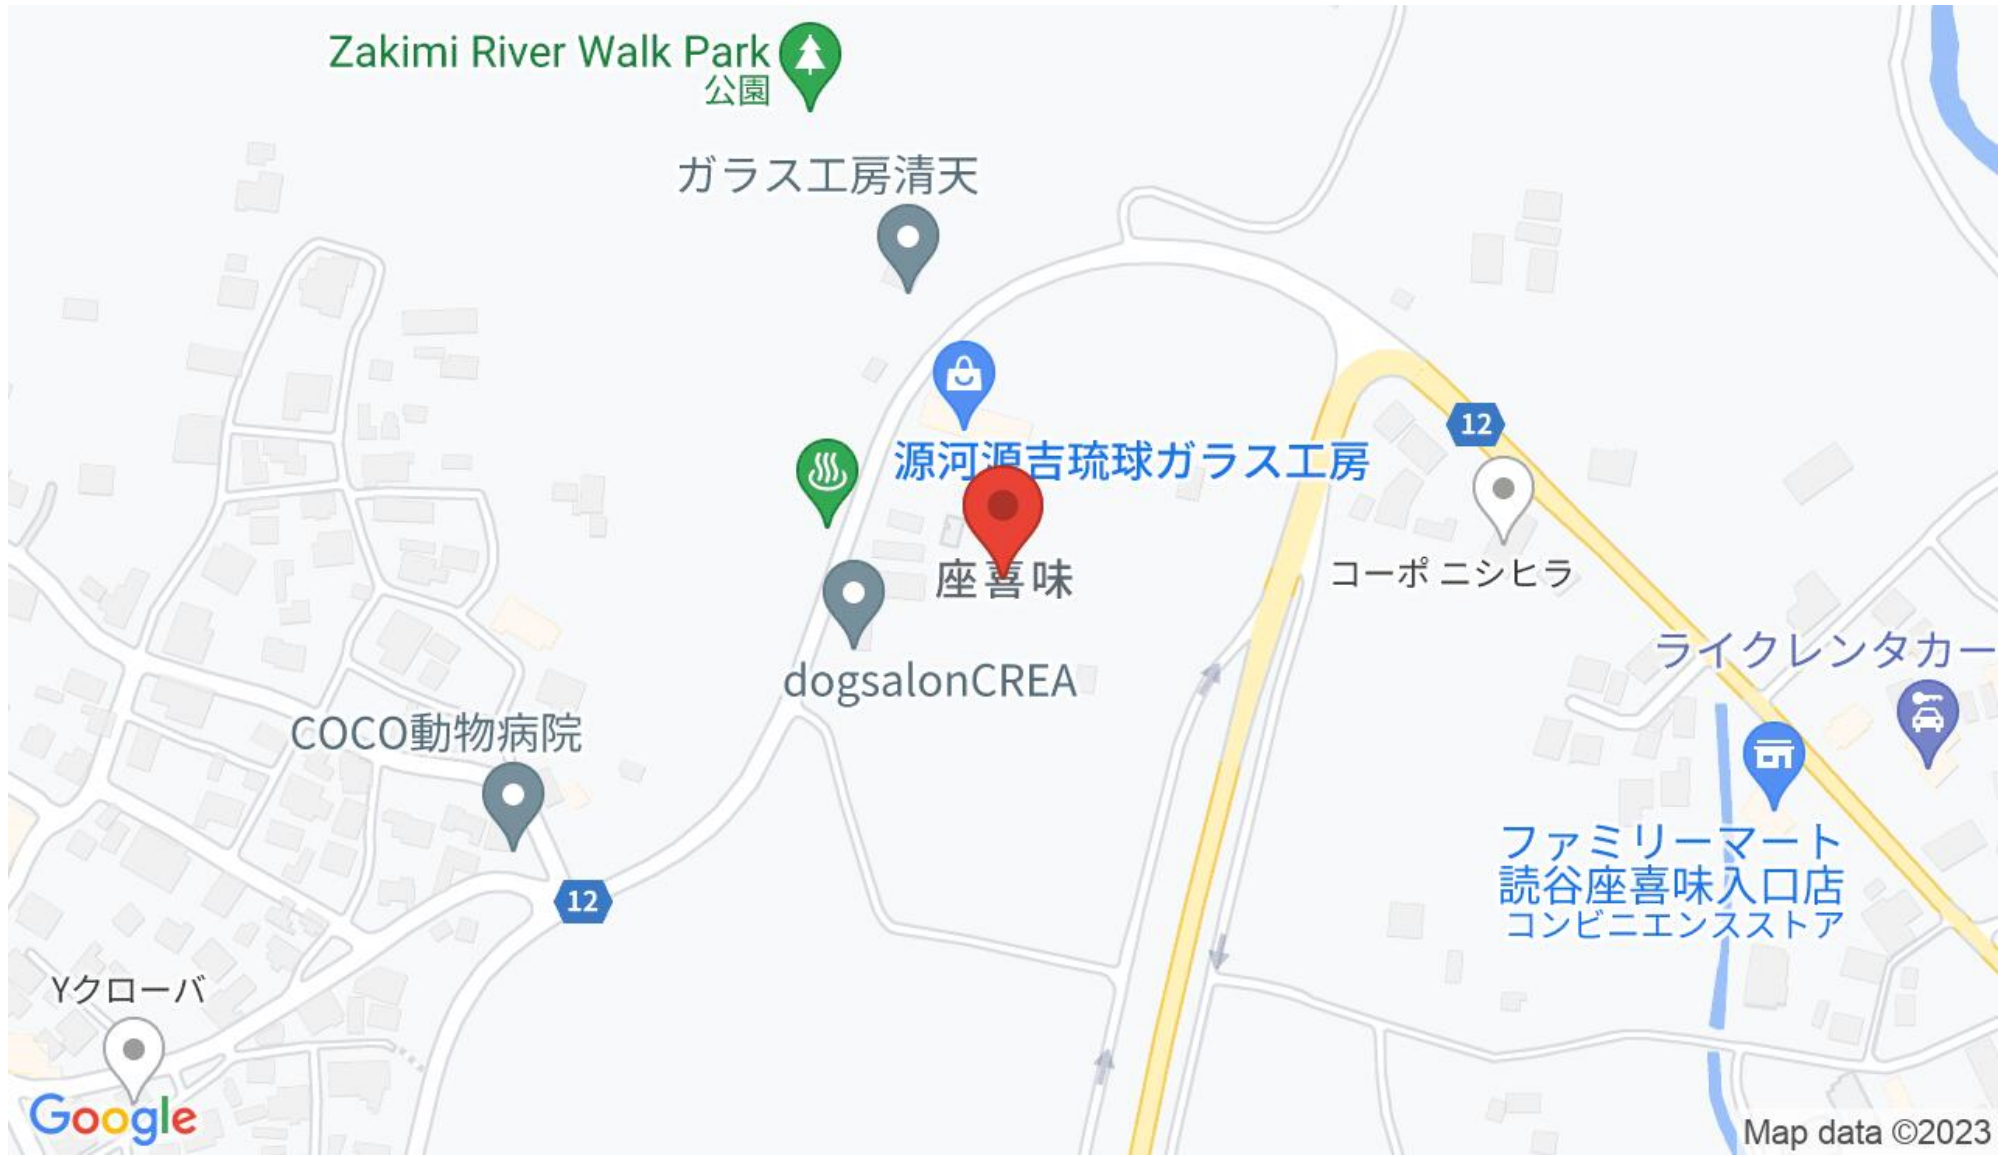 Zakimi River Walk Park
公園
ガラス工房清天
源河源吉琉球ガラス工房
12
座喜味
コーポ ニシヒラ
dogsalonCREA
ライクレンタカー
COCO動物病院
ファミリーマート
読谷座喜味入口店
コンビニエンスストア
12
Yクローバ
Google
Map data ©2023